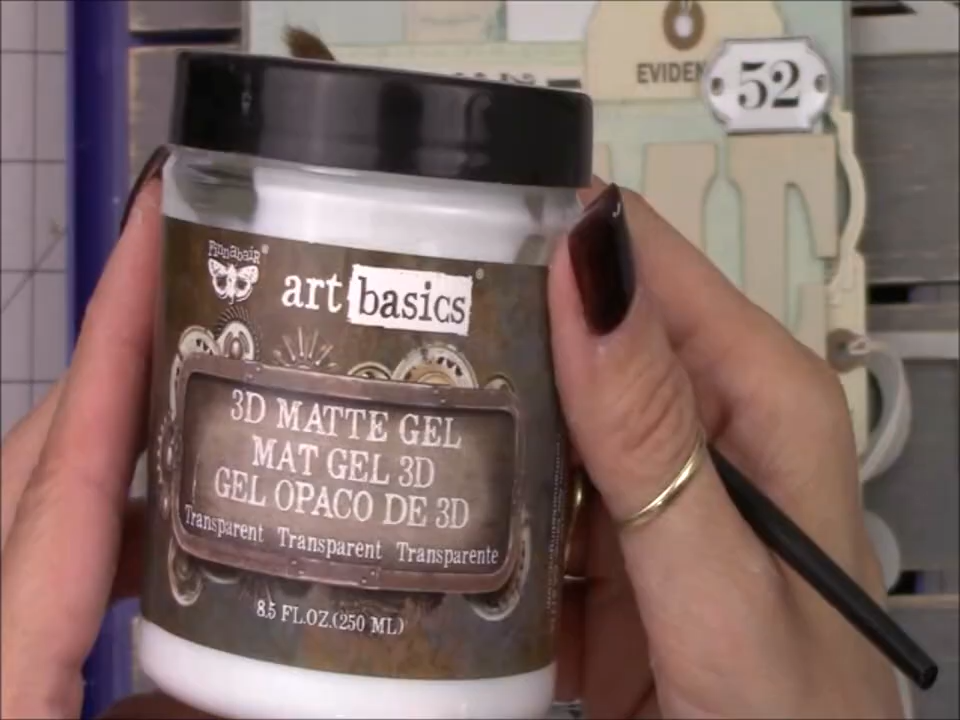 EVIDEN
52
Finnabair®
art basics®
3D MATTE GEL
MAT GEL 3D
GEL OPACO DE 3D
Transparent Transparent Transparente
8.5 FL.OZ.(250 ML)